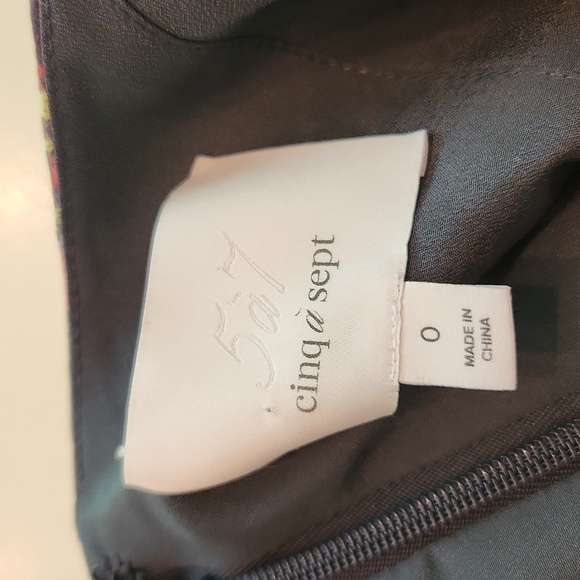 5à7
cinq à sept
0
MADE IN
CHINA